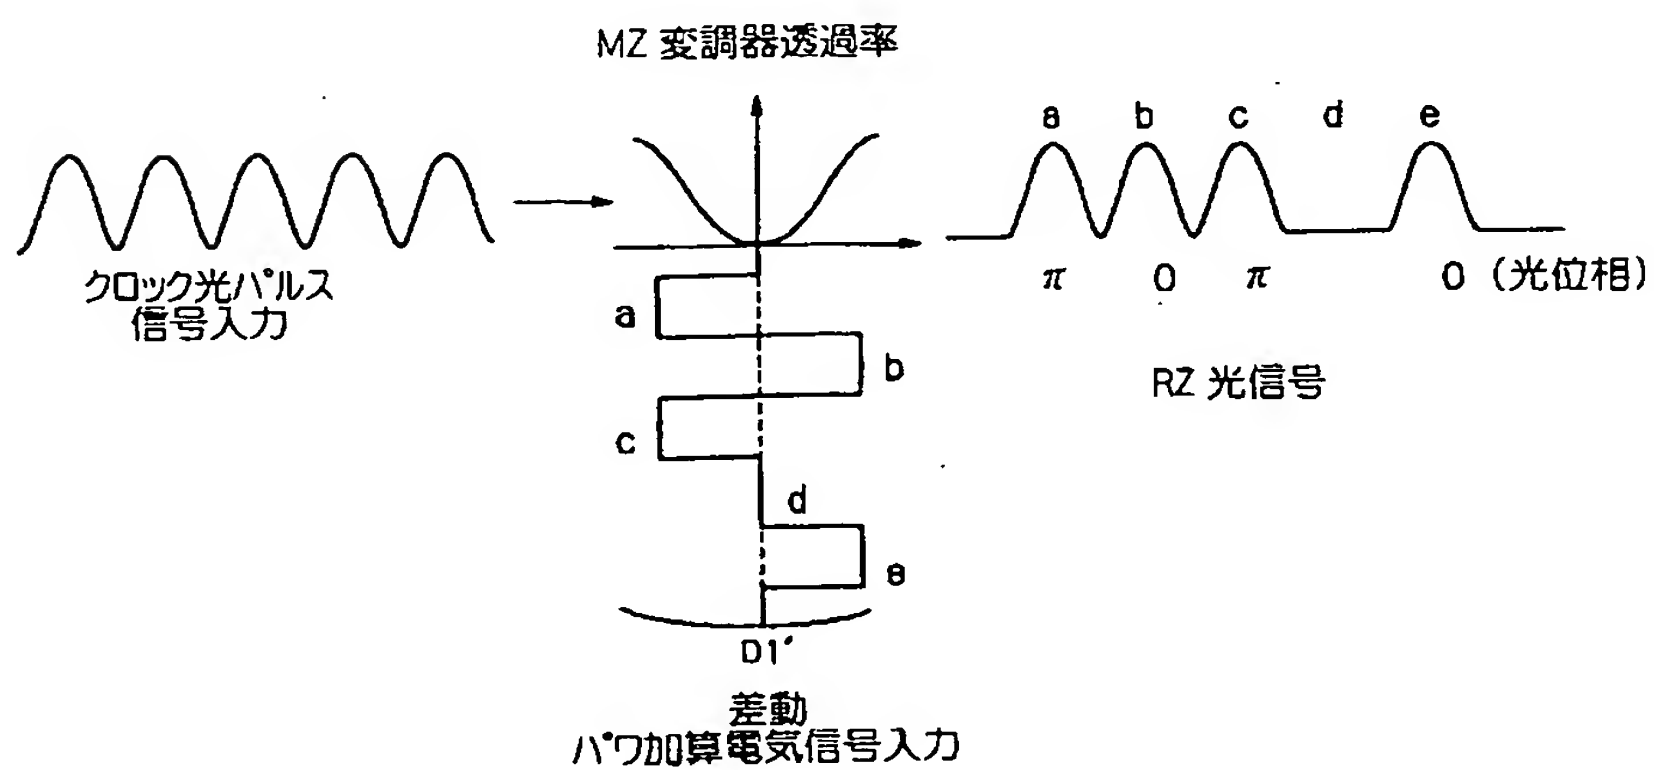 MZ 変調器透過率
クロック光パルス
信号入力
a
b
c
d
e
D1′
差動
パワ加算電気信号入力
a b c d e
π 0 π 0 (光位相)
RZ 光信号